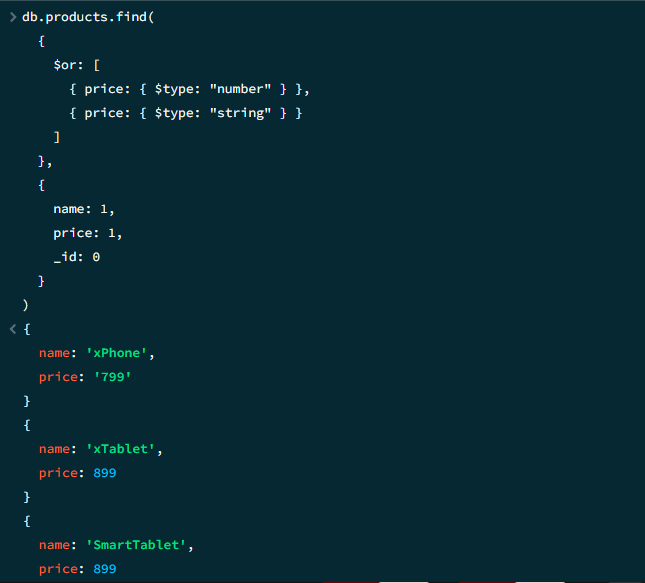 > db.products.find(
{
$or: [
{ price: { $type: "number" } },
{ price: { $type: "string" } }
]
},
{
name: 1,
price: 1,
_id: 0
}
)
< {
name: 'xPhone',
price: '799'
}
{
name: 'xTablet',
price: 899
}
{
name: 'SmartTablet',
price: 899